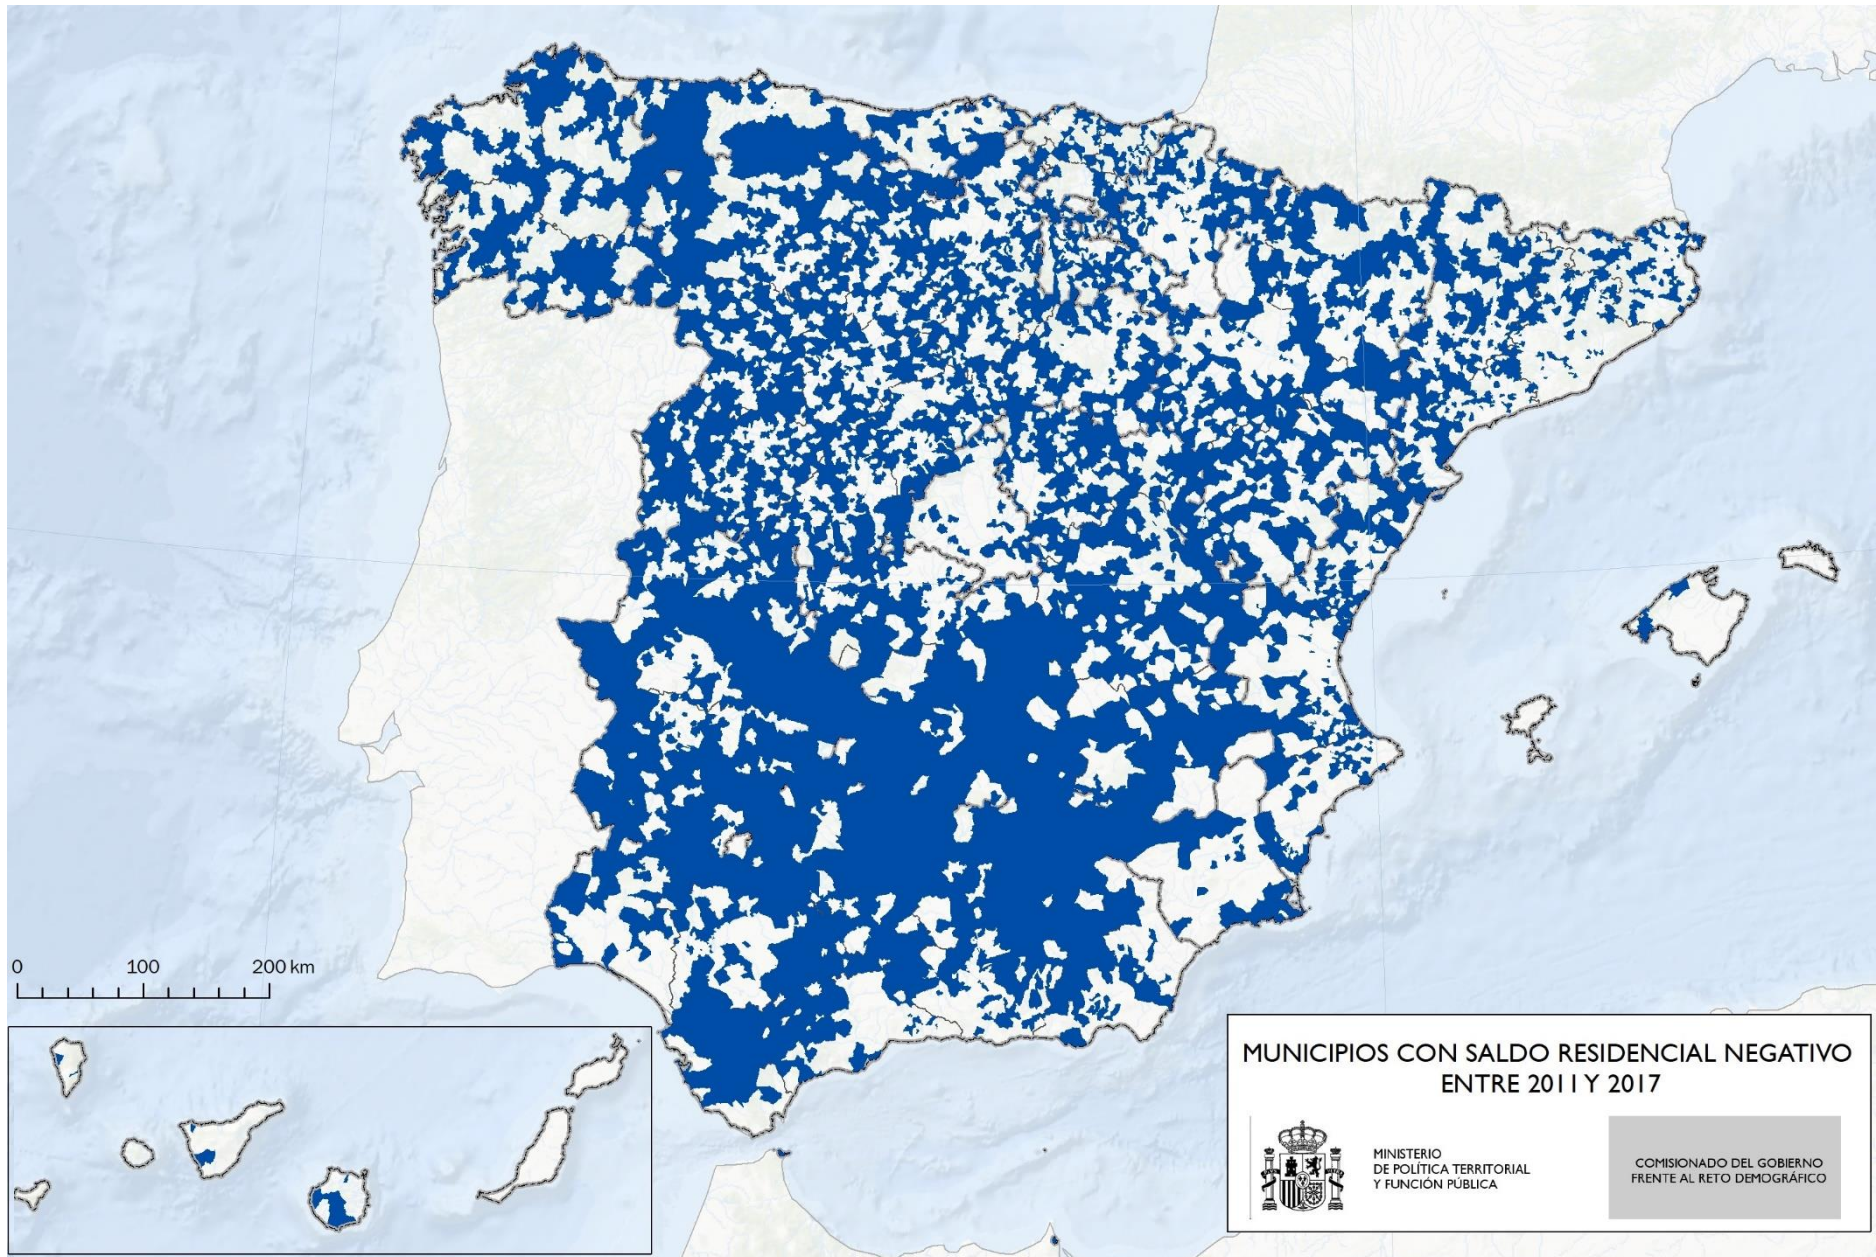 0 100 200 km
MUNICIPIOS CON SALDO RESIDENCIAL NEGATIVO
ENTRE 2011 Y 2017
MINISTERIO
DE POLÍTICA TERRITORIAL
Y FUNCIÓN PÚBLICA
COMISIONADO DEL GOBIERNO
FRENTE AL RETO DEMOGRÁFICO